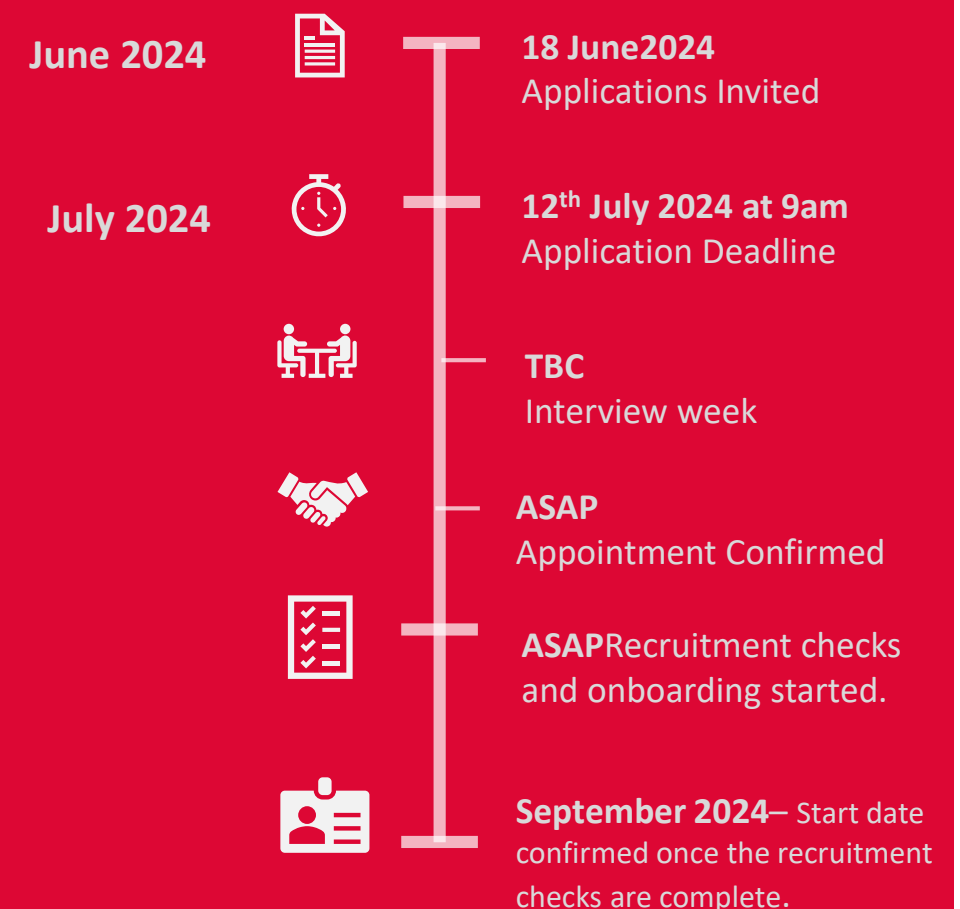 June 2024
18 June2024
Applications Invited
July 2024
12th July 2024 at 9am
Application Deadline
TBC
Interview week
ASAP
Appointment Confirmed
ASAPRecruitment checks
and onboarding started.
September 2024– Start date
confirmed once the recruitment
checks are complete.